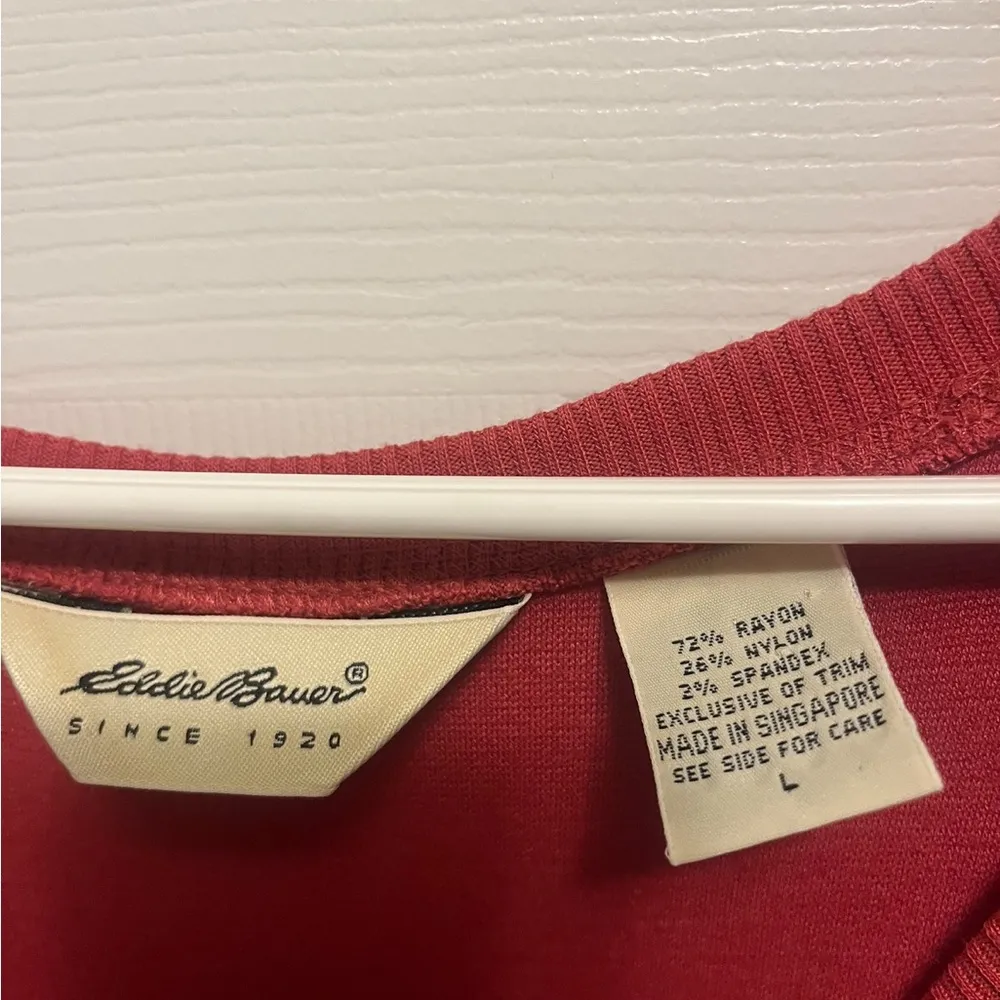 Eddie Bauer®
SINCE 1920
72% RAYON
26% NYLON
2% SPANDEX
EXCLUSIVE OF TRIM
MADE IN SINGAPORE
SEE SIDE FOR CARE
L